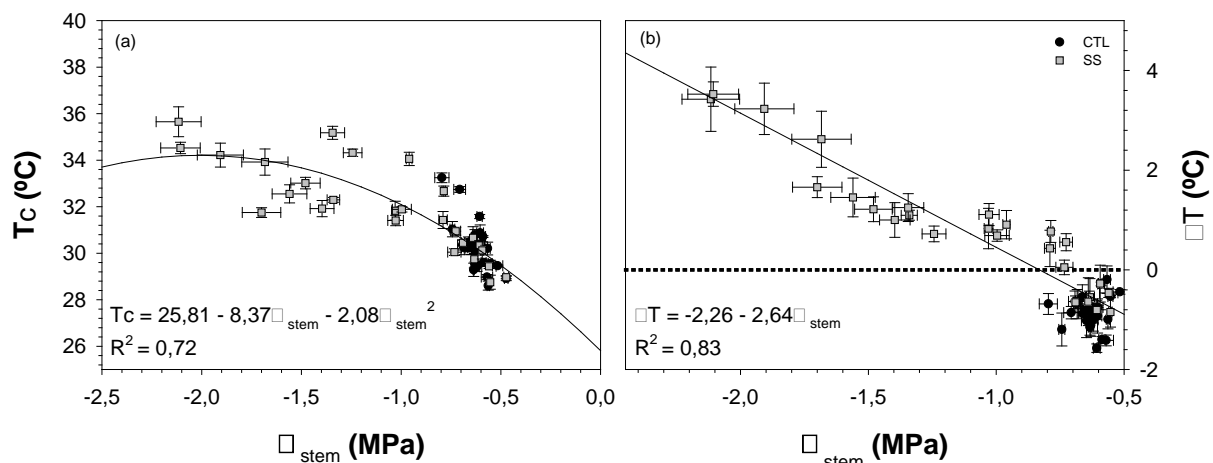 (a)
40
38
36
34
32
30
28
26
Tc (ºC)
Tc = 25,81 - 8,37□stem - 2,08□stem²
R² = 0,72
-2,5 -2,0 -1,5 -1,0 -0,5 0,0
□stem (MPa)
(b)
CTL
SS
4
2
0
-2
□T (ºC)
□T = -2,26 - 2,64□stem
R² = 0,83
-2,0 -1,5 -1,0 -0,5
□stem (MPa)